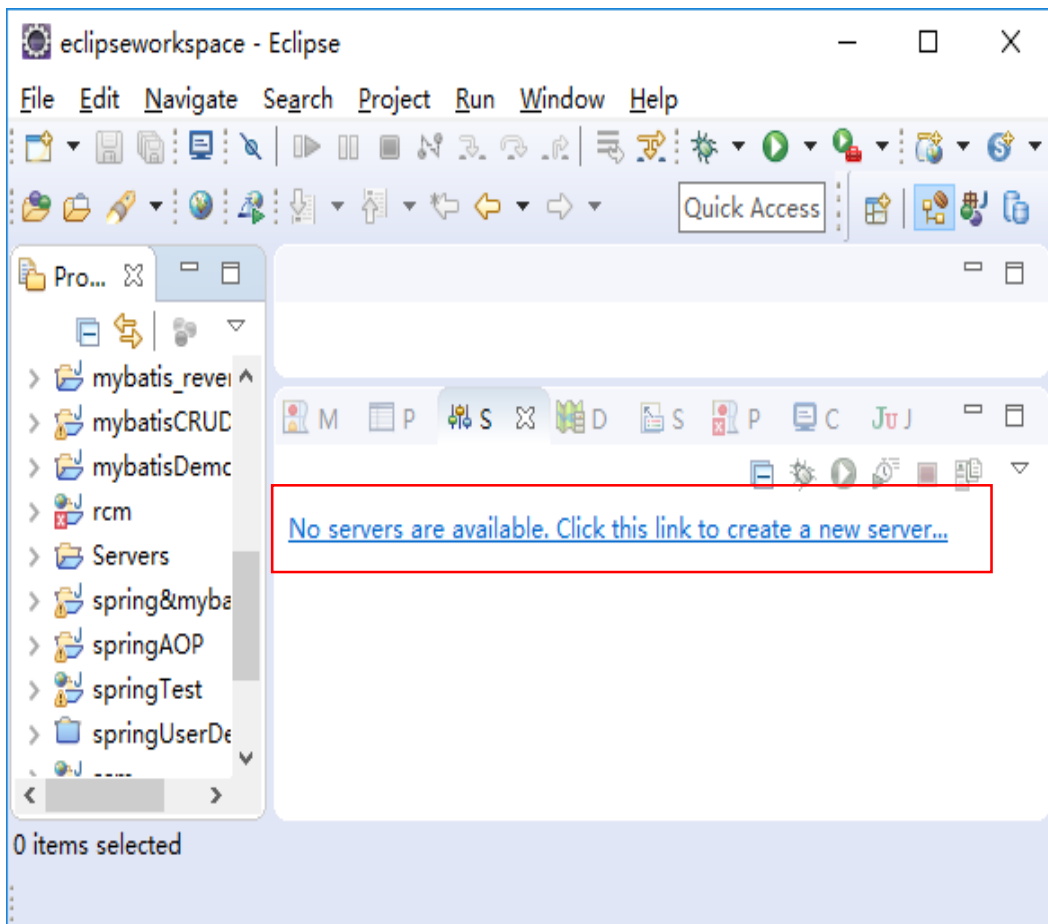 eclipseworkspace - Eclipse
File Edit Navigate Search Project Run Window Help
Quick Access
Pro...
mybatis_rever
mybatisCRUD
mybatisDemo
rcm
Servers
spring&myba
springAOP
springTest
springUserDe
M P S D S P C Ju J
No servers are available. Click this link to create a new server...
0 items selected